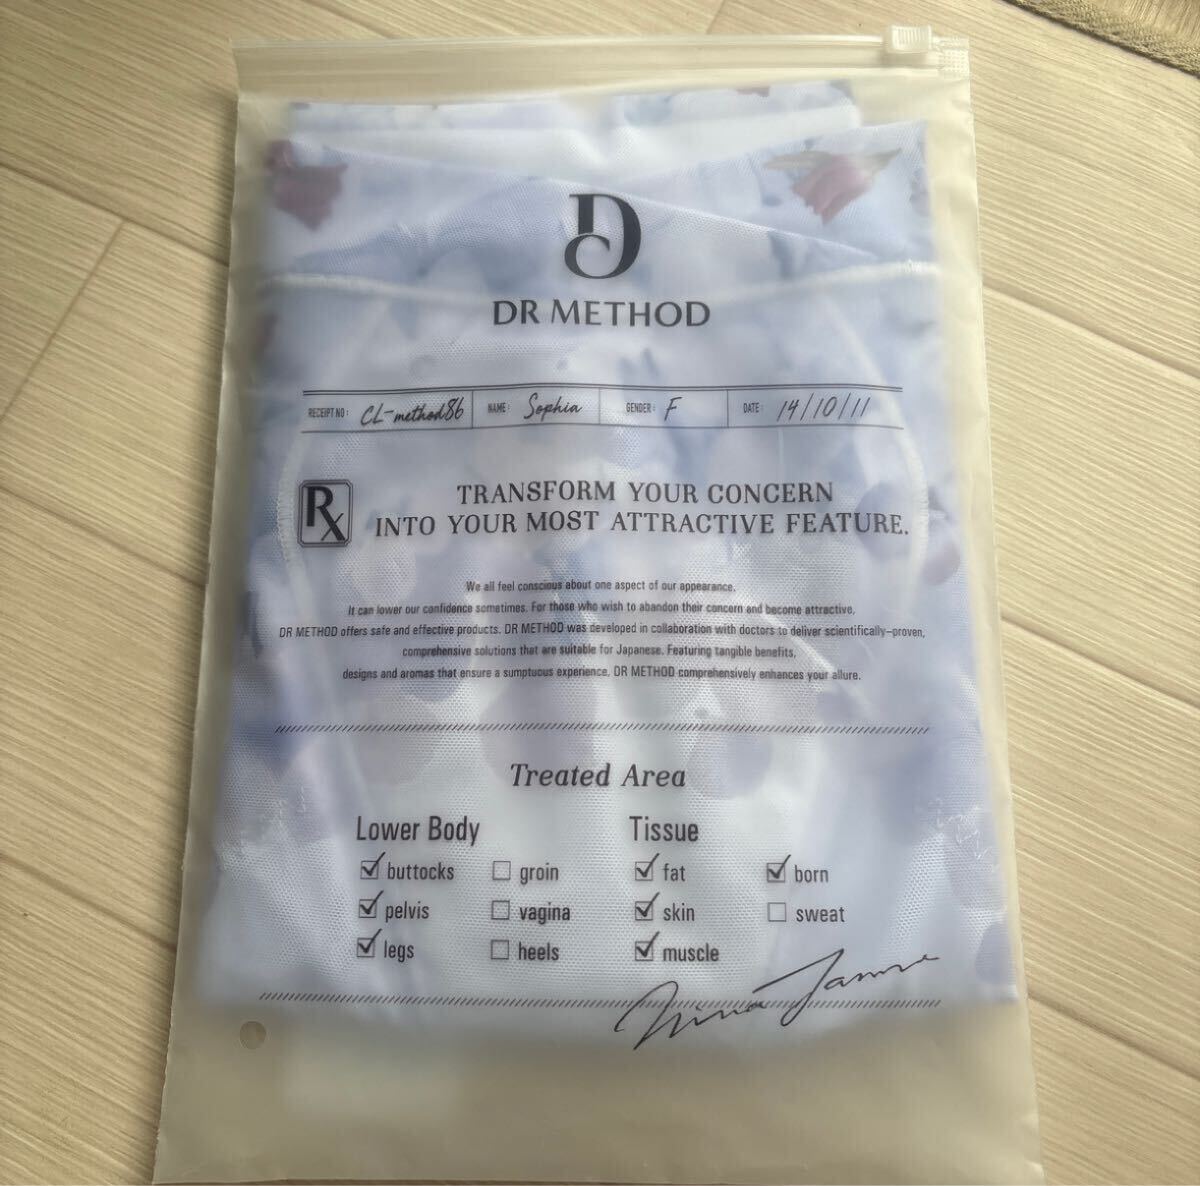 DC
DR METHOD
RECEIPT NO: CL-method86 NAME: Sophia GENDER: F DATE: 14/10/11
Rx TRANSFORM YOUR CONCERN
INTO YOUR MOST ATTRACTIVE FEATURE.
We all feel conscious about one aspect of our appearance.
It can lower our confidence sometimes. For those who wish to abandon their concern and become attractive,
DR METHOD offers safe and effective products. DR METHOD was developed in collaboration with doctors to deliver scientifically-proven,
comprehensive solutions that are suitable for Japanese. Featuring tangible benefits,
designs and aromas that ensure a sumptuous experience, DR METHOD comprehensively enhances your allure.
Treated Area
Lower Body Tissue
buttocks groin fat born
pelvis vagina skin sweat
legs heels muscle